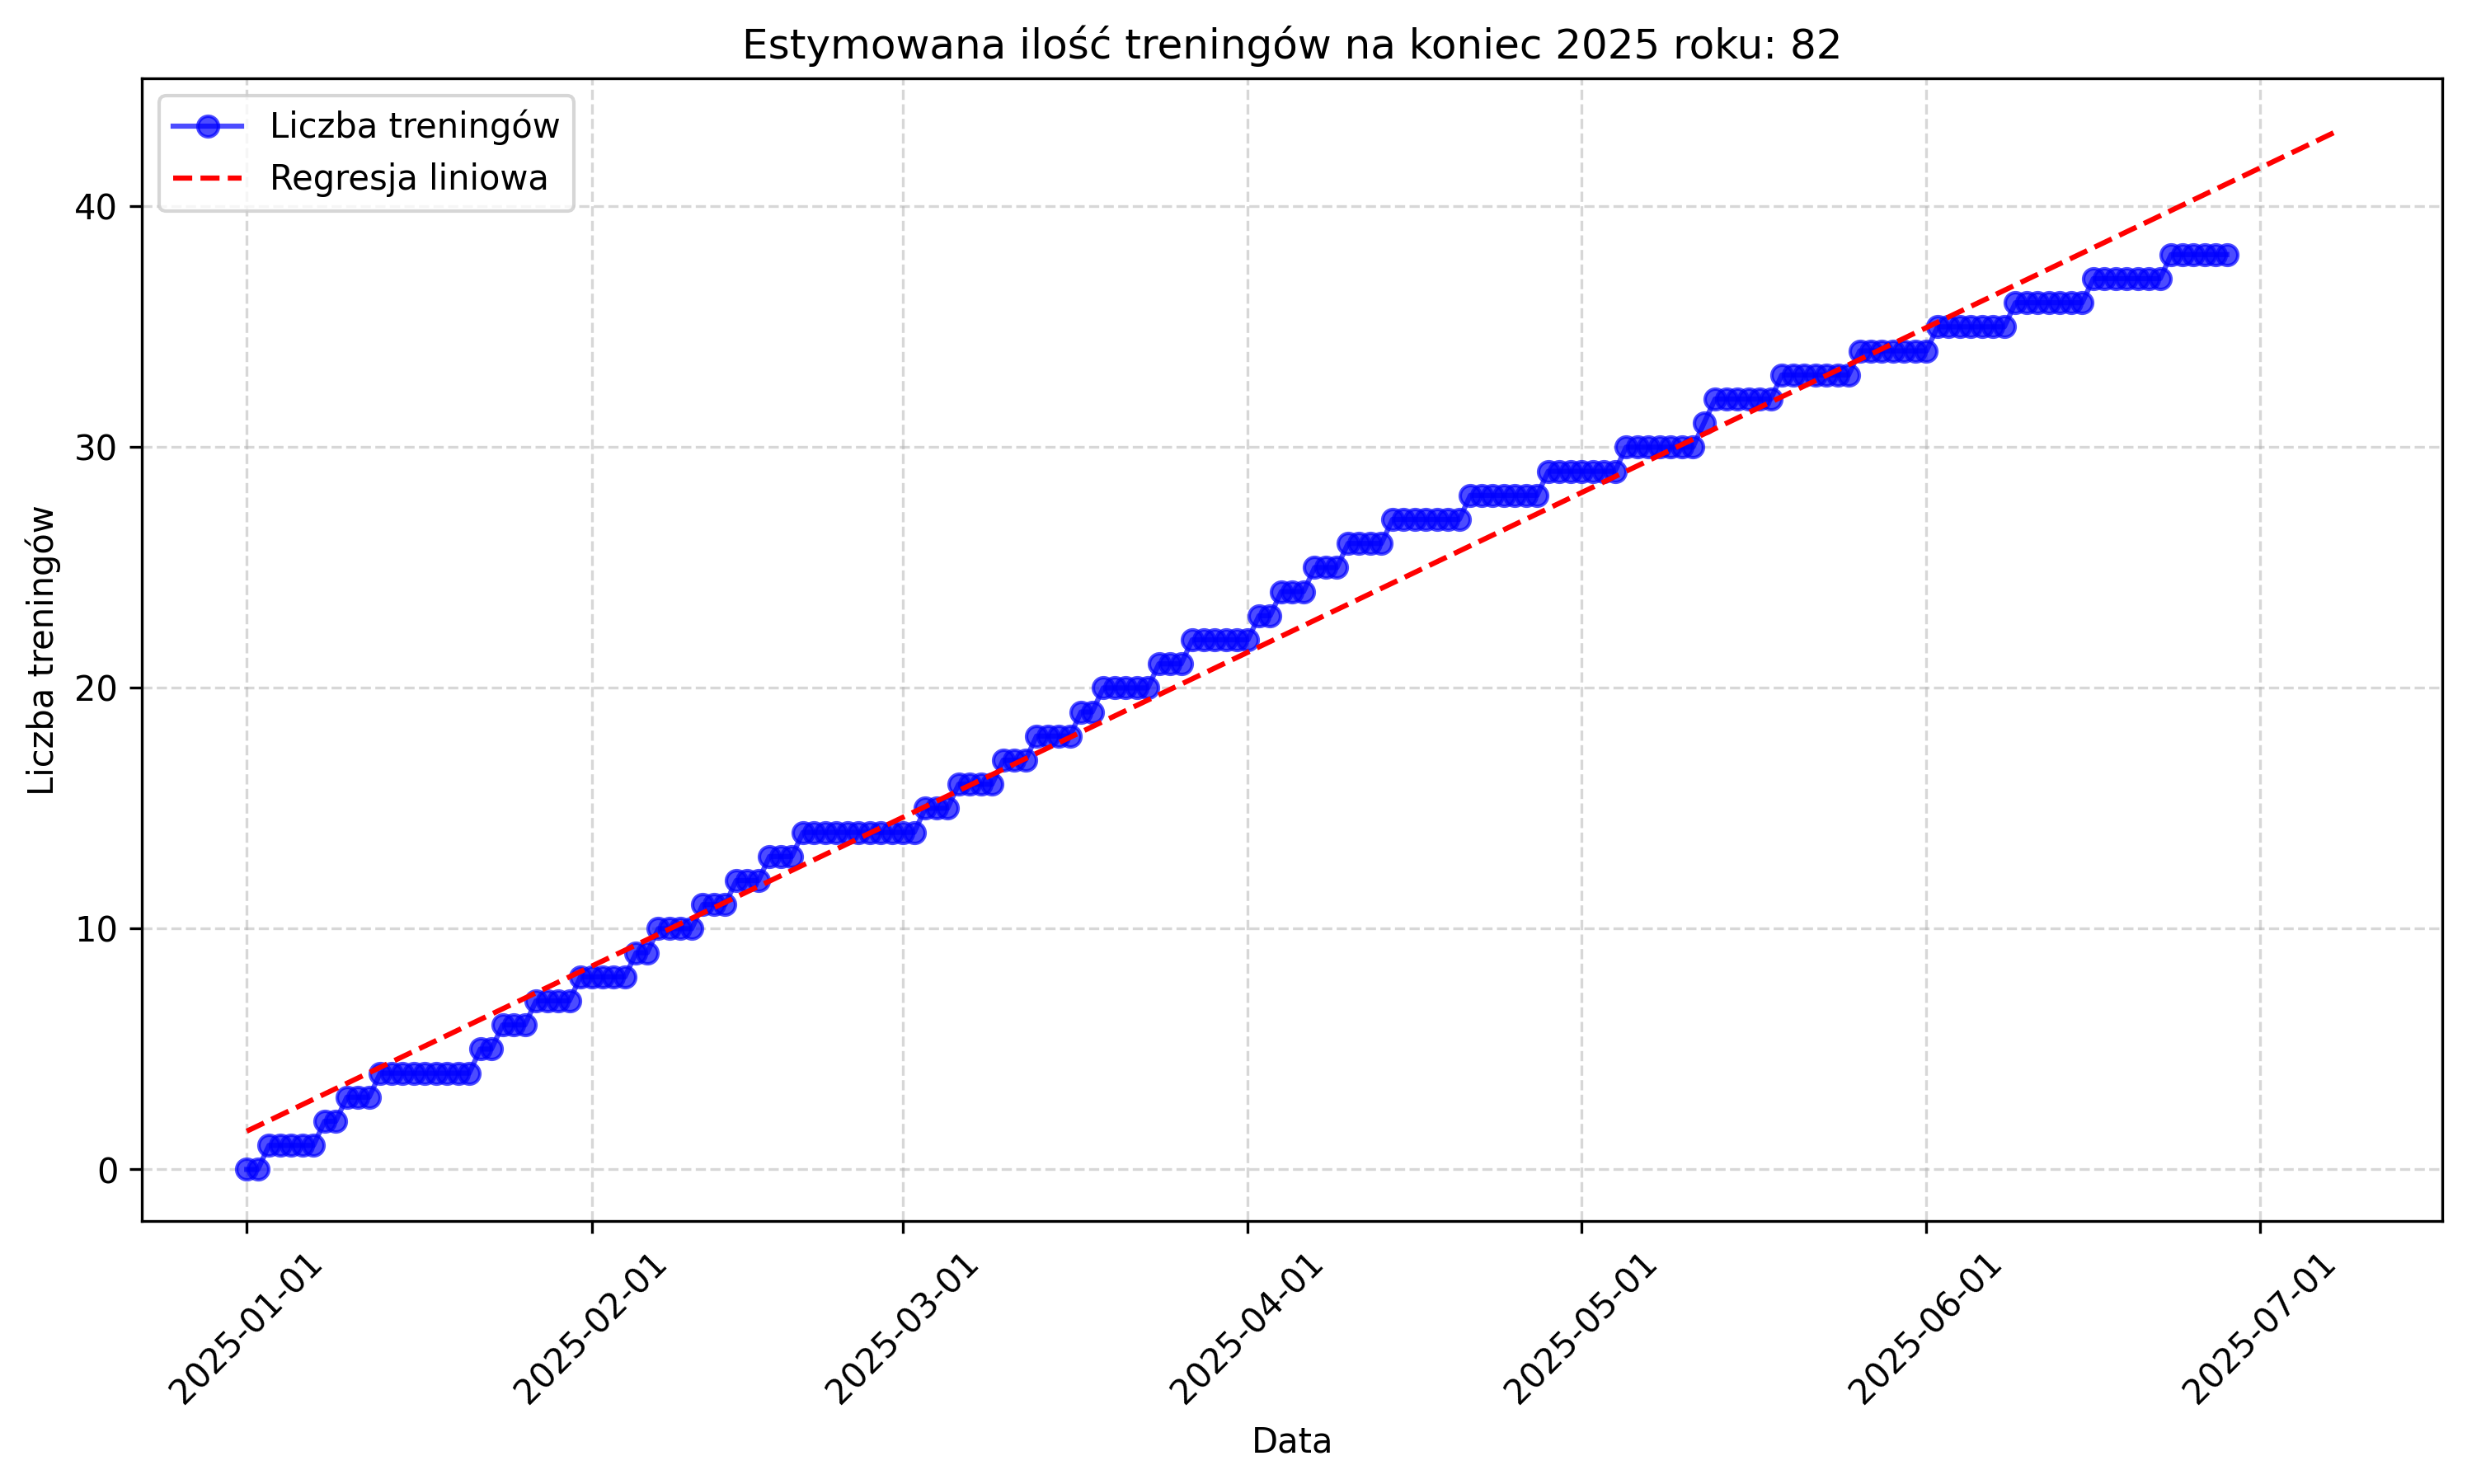 Estymowana ilość treningów na koniec 2025 roku: 82
Liczba treningów
Regresja liniowa
Liczba treningów
40
30
20
10
0
2025-01-01
2025-02-01
2025-03-01
2025-04-01
2025-05-01
2025-06-01
2025-07-01
Data